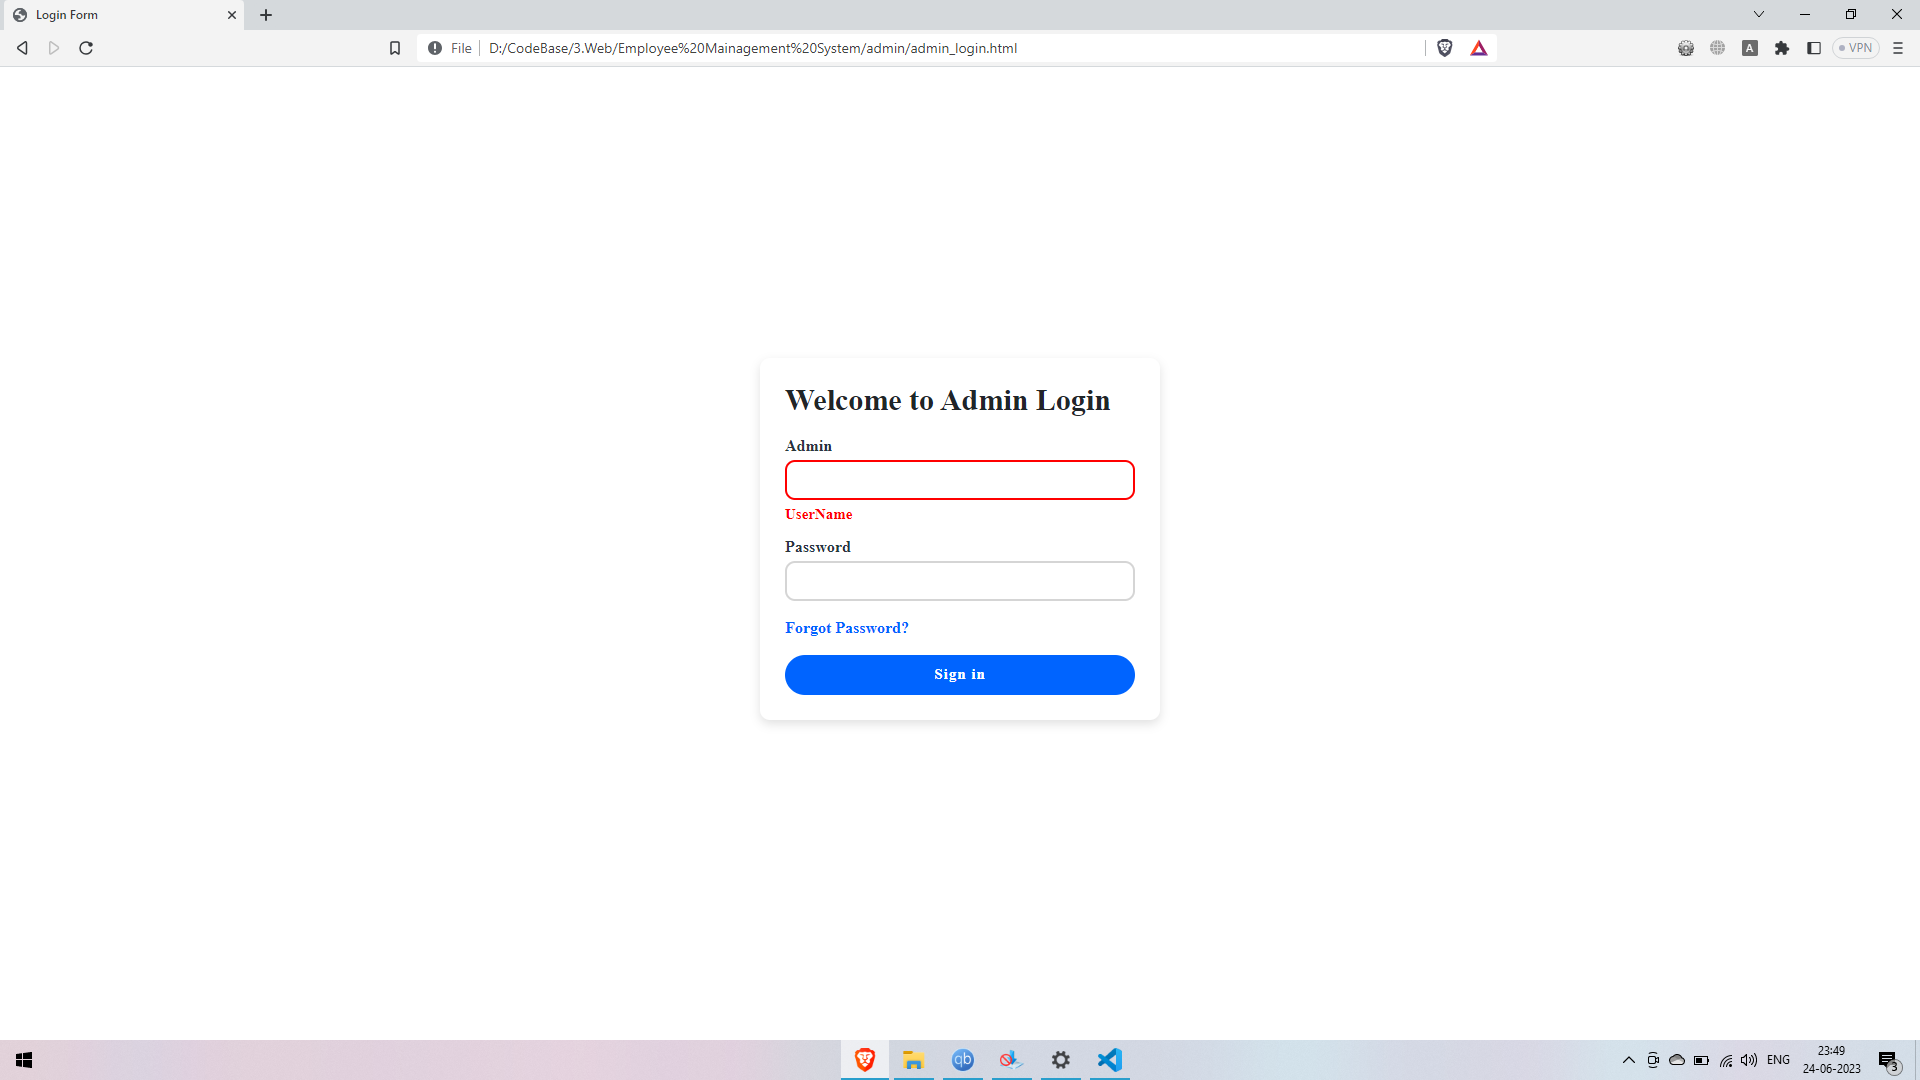 Login Form
File
D:/CodeBase/3.Web/Employee%20Mainagement%20System/admin/admin_login.html
A
VPN
Welcome to Admin Login
Admin
UserName
Password
Forgot Password?
Sign in
qb
ENG
23:49
24-06-2023
3